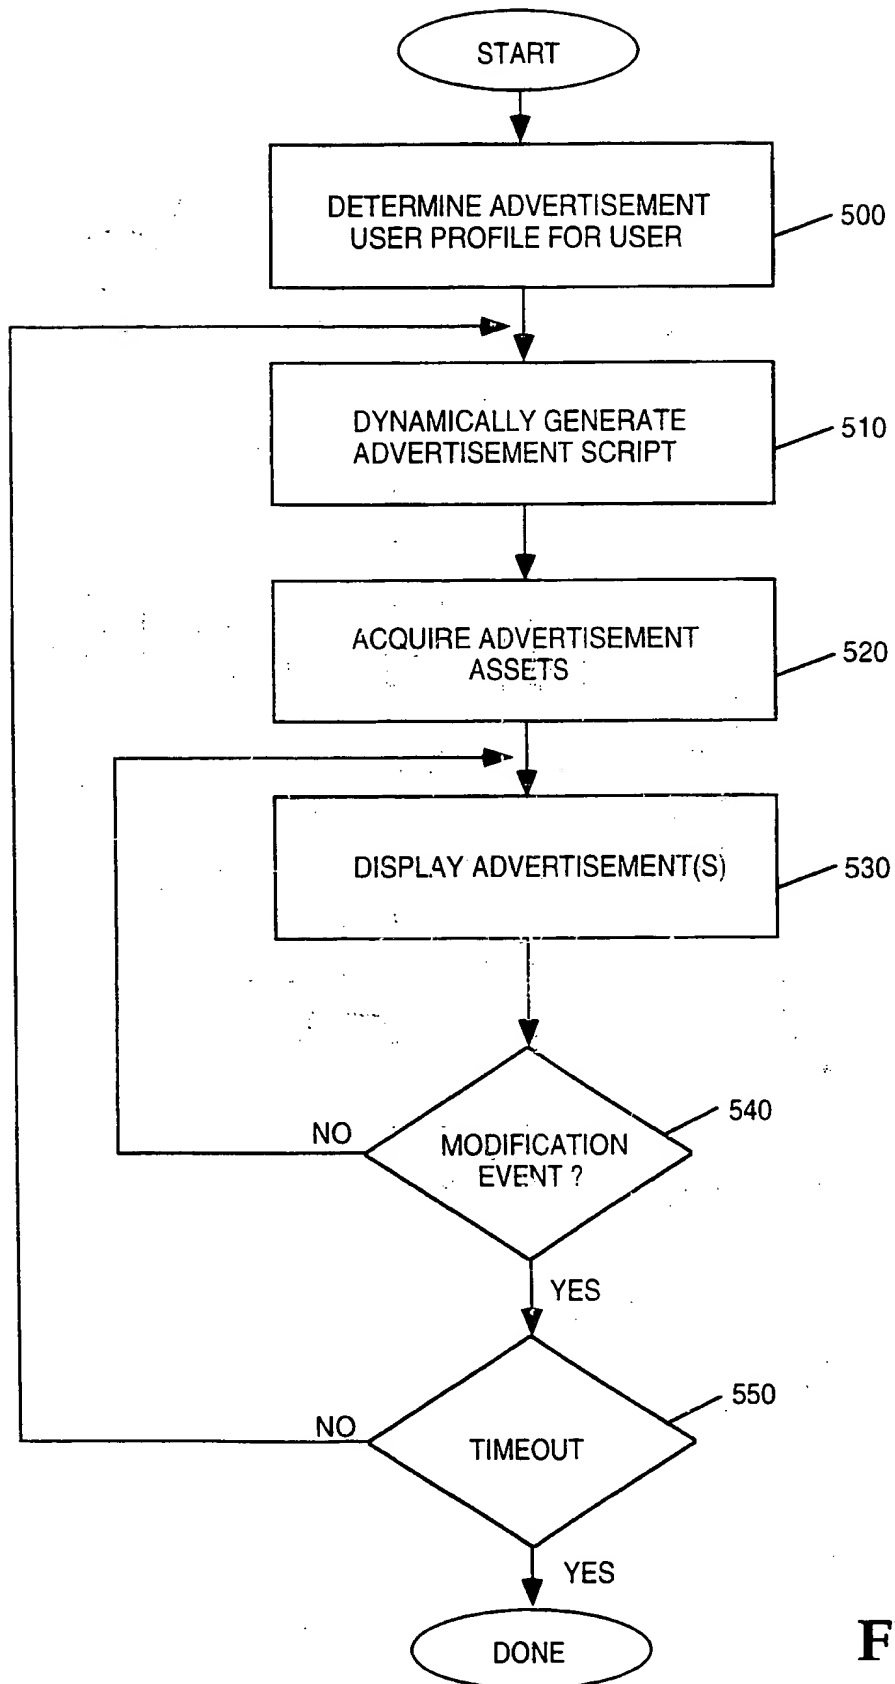 START
DETERMINE ADVERTISEMENT
USER PROFILE FOR USER
500
DYNAMICALLY GENERATE
ADVERTISEMENT SCRIPT
510
ACQUIRE ADVERTISEMENT
ASSETS
520
DISPLAY ADVERTISEMENT(S)
530
MODIFICATION
EVENT ?
540
NO
YES
TIMEOUT
550
NO
YES
DONE
F